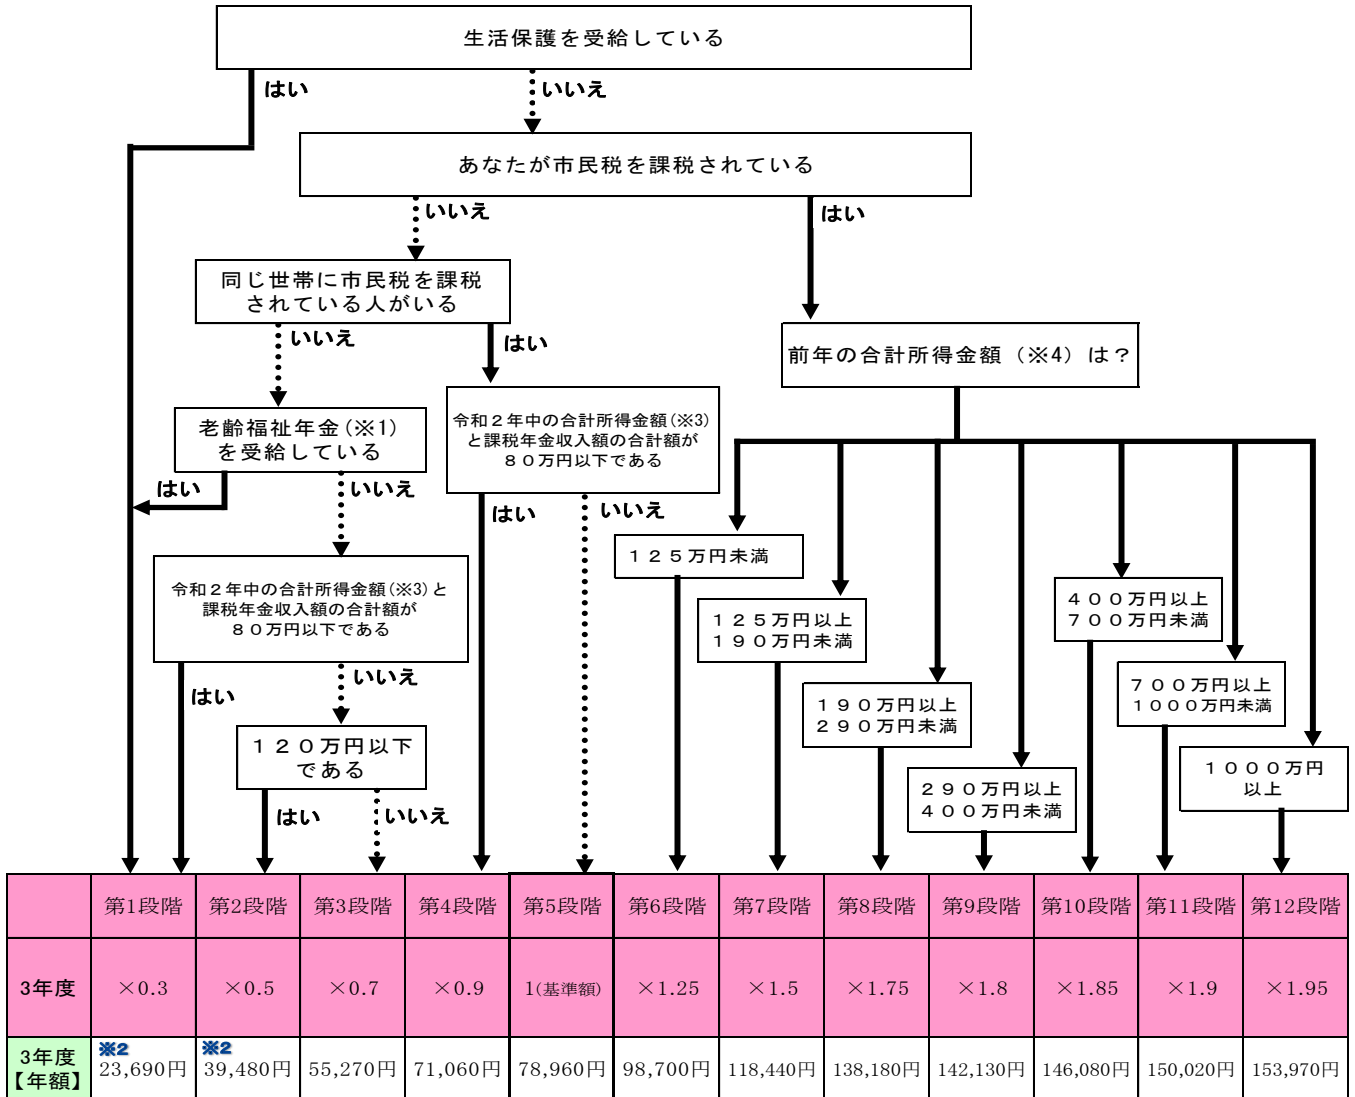 生活保護を受給している
はい
いいえ
あなたが市民税を課税されている
いいえ
はい
同じ世帯に市民税を課税
されている人がいる
いいえ
はい
前年の合計所得金額（※4）は？
老齢福祉年金(※1)
を受給している
令和２年中の合計所得金額(※3)
と課税年金収入額の合計額が
８０万円以下である
はい
いいえ
はい
いいえ
１２５万円未満
令和２年中の合計所得金額(※3)と
課税年金収入額の合計額が
８０万円以下である
４００万円以上
７００万円未満
１２５万円以上
１９０万円未満
はい
いいえ
７００万円以上
１０００万円未満
１９０万円以上
２９０万円未満
１２０万円以下
である
１０００万円
以上
２９０万円以上
４００万円未満
はい
いいえ
第1段階 第2段階 第3段階 第4段階 第5段階 第6段階 第7段階 第8段階 第9段階 第10段階 第11段階 第12段階
3年度 ×0.3 ×0.5 ×0.7 ×0.9 1(基準額) ×1.25 ×1.5 ×1.75 ×1.8 ×1.85 ×1.9 ×1.95
※2 ※2
3年度
【年額】 23,690円 39,480円 55,270円 71,060円 78,960円 98,700円 118,440円 138,180円 142,130円 146,080円 150,020円 153,970円